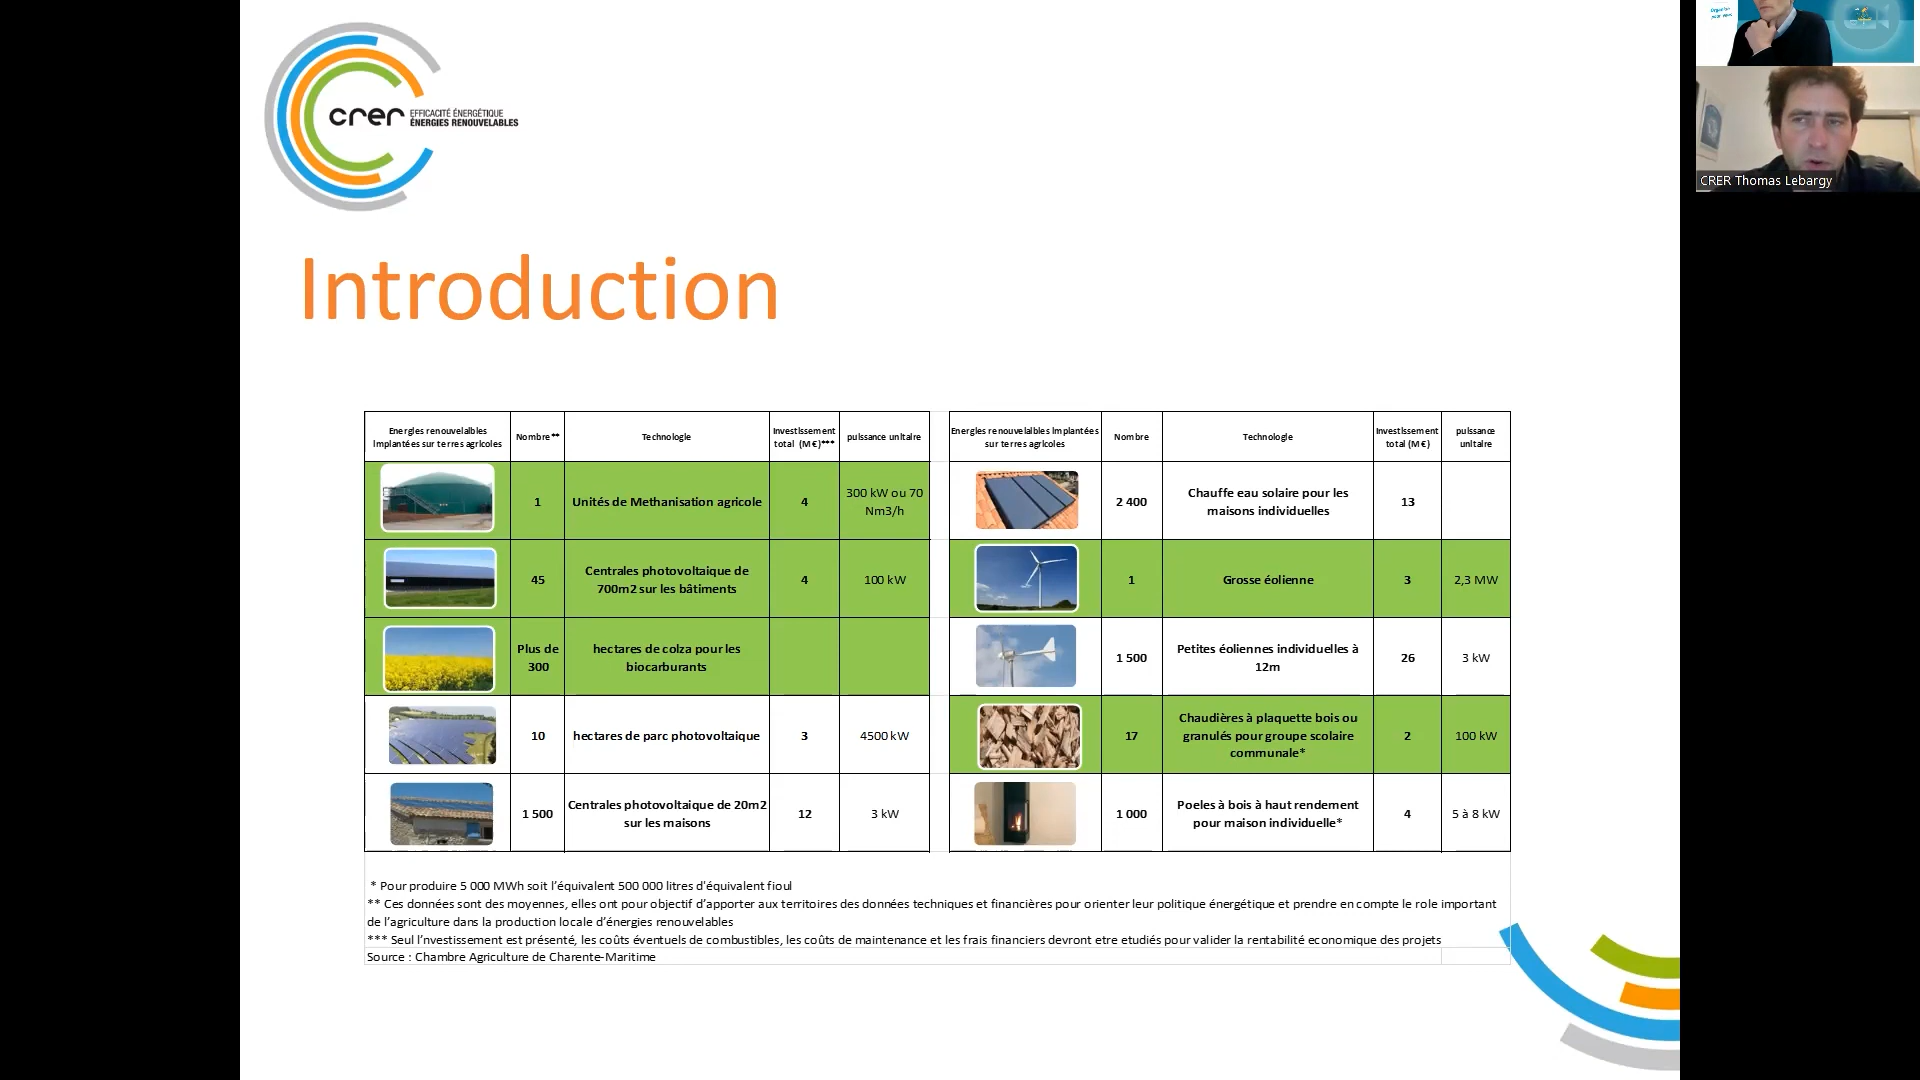 crer
EFFICACITÉ ÉNERGÉTIQUE
ÉNERGIES RENOUVELABLES
CRER Thomas Lebargy
Introduction
Energies renouvelalbles
implantées sur terres agricoles
Nombre**
Technologie
Investissement
total (M€)***
puissance unitaire
1
Unités de Methanisation agricole
4
300 kW ou 70
Nm3/h
45
Centrales photovoltaique de
700m2 sur les bâtiments
4
100 kW
Plus de
300
hectares de colza pour les
biocarburants
10
hectares de parc photovoltaique
3
4500 kW
1 500
Centrales photovoltaique de 20m2
sur les maisons
12
3 kW
Energies renouvelalbles implantées
sur terres agricoles
Nombre
Technologie
Investissement
total (M€)
puissance
unitaire
2 400
Chauffe eau solaire pour les
maisons individuelles
13
1
Grosse éolienne
3
2,3 MW
1 500
Petites éoliennes individuelles à
12m
26
3 kW
17
Chaudières à plaquette bois ou
granulés pour groupe scolaire
communale*
2
100 kW
1 000
Poeles à bois à haut rendement
pour maison individuelle*
4
5 à 8 kW
* Pour produire 5 000 MWh soit l'équivalent 500 000 litres d'équivalent fioul
** Ces données sont des moyennes, elles ont pour objectif d'apporter aux territoires des données techniques et financières pour orienter leur politique énergétique et prendre en compte le role important
de l'agriculture dans la production locale d'énergies renouvelables
*** Seul l'nvestissement est présenté, les coûts éventuels de combustibles, les coûts de maintenance et les frais financiers devront etre etudiés pour valider la rentabilité economique des projets
Source : Chambre Agriculture de Charente-Maritime